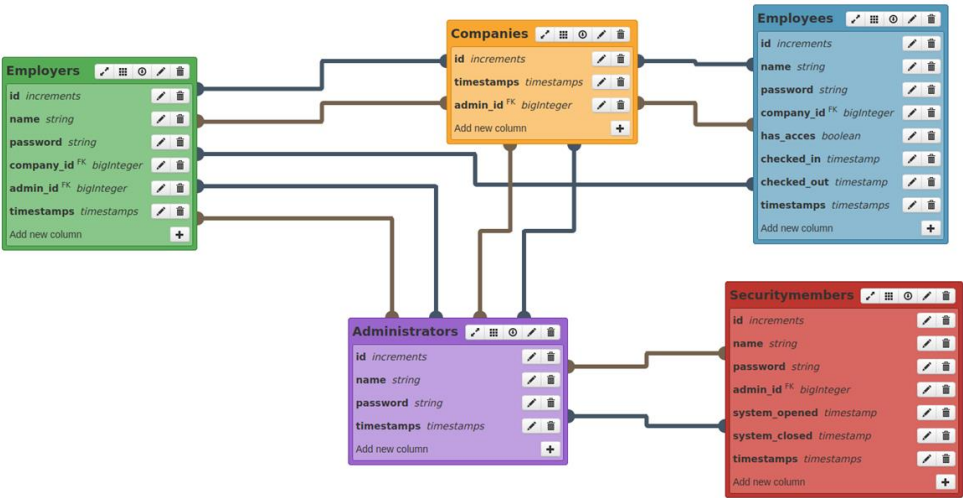 Employers
id increments
name string
password string
company_id FK bigInteger
admin_id FK bigInteger
timestamps timestamps
Add new column
Companies
id increments
timestamps timestamps
admin_id FK bigInteger
Add new column
Employees
id increments
name string
password string
company_id FK bigInteger
has_acces boolean
checked_in timestamp
checked_out timestamp
timestamps timestamps
Add new column
Administrators
id increments
name string
password string
timestamps timestamps
Add new column
Securitymembers
id increments
name string
password string
admin_id FK bigInteger
system_opened timestamp
system_closed timestamp
timestamps timestamps
Add new column